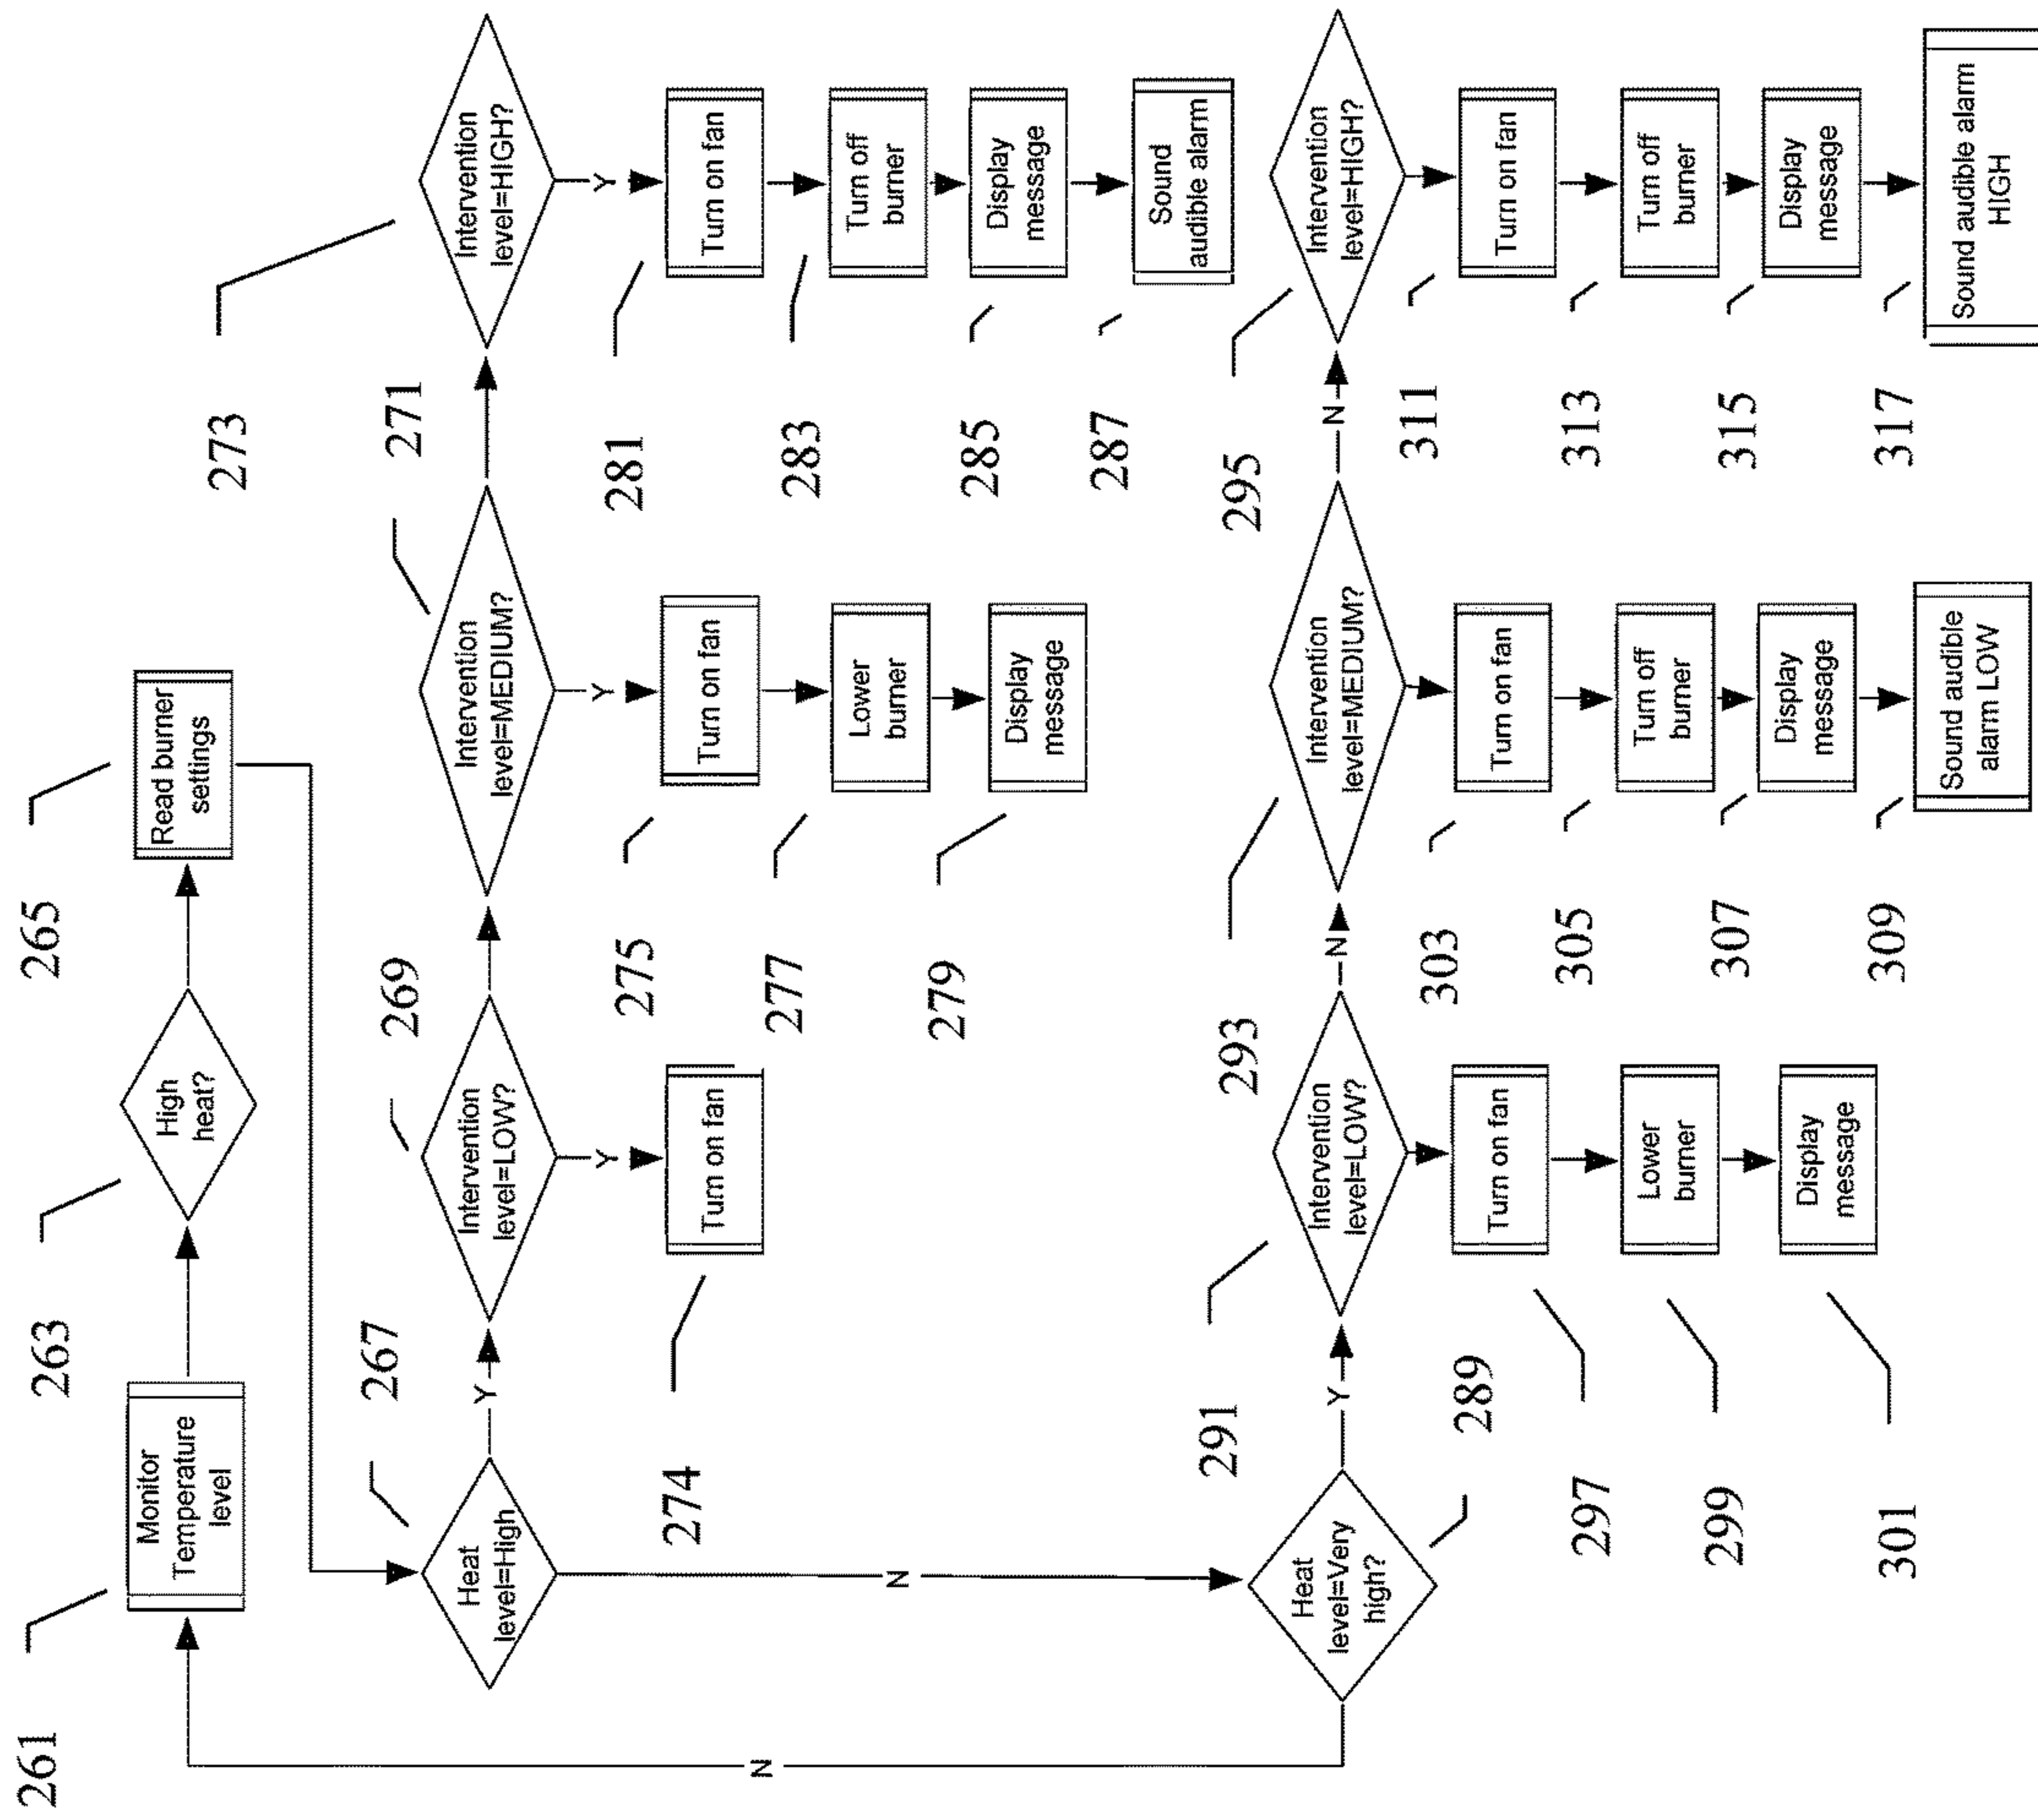 261
Monitor
Temperature
level
263
High
heat?
265
Read burner
settings
267
Heat
level=High
Y
269
Intervention
level=LOW?
271
Intervention
level=MEDIUM?
273
Intervention
level=HIGH?
Y
274
Turn on fan
Y
275
Turn on fan
277
Lower
burner
279
Display
message
Y
281
Turn on fan
283
Turn off
burner
285
Display
message
287
Sound
audible alarm
N
N
289
Heat
level=Very
high?
Y
291
Intervention
level=LOW?
N
293
Intervention
level=MEDIUM?
N
295
Intervention
level=HIGH?
297
Turn on fan
299
Lower
burner
301
Display
message
303
Turn on fan
305
Turn off
burner
307
Display
message
309
Sound audible
alarm LOW
311
Turn on fan
313
Turn off
burner
315
Display
message
317
Sound audible alarm
HIGH